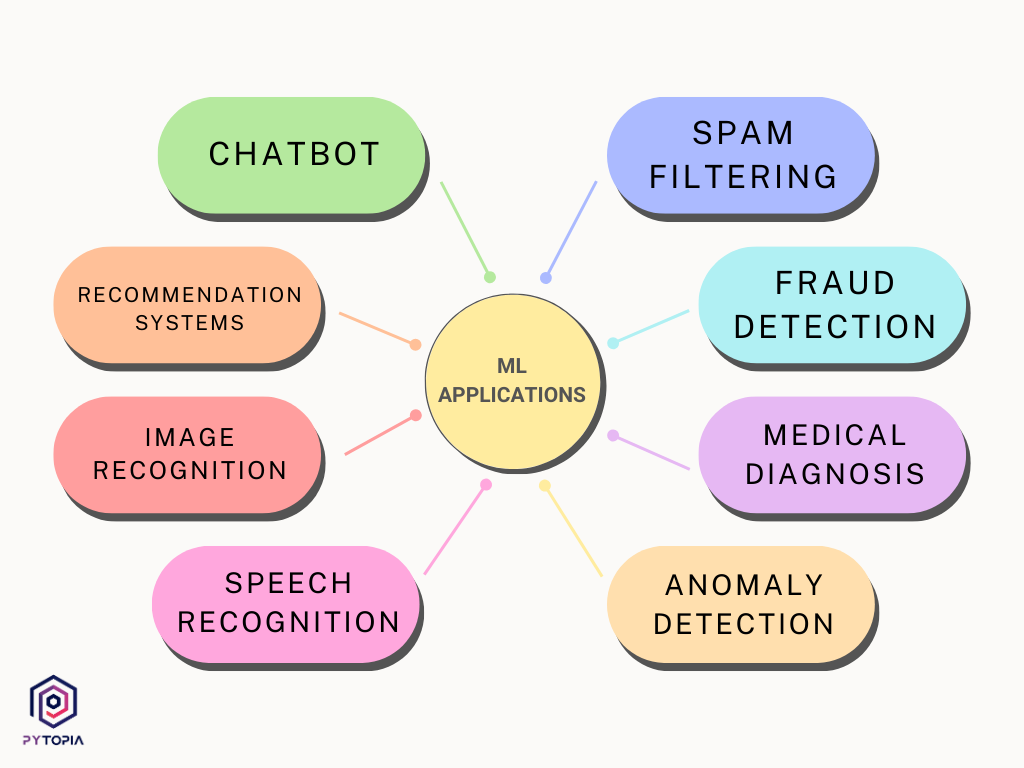 CHATBOT
SPAM
FILTERING
RECOMMENDATION
SYSTEMS
FRAUD
DETECTION
ML
APPLICATIONS
IMAGE
RECOGNITION
MEDICAL
DIAGNOSIS
SPEECH
RECOGNITION
ANOMALY
DETECTION
PYTOPIA